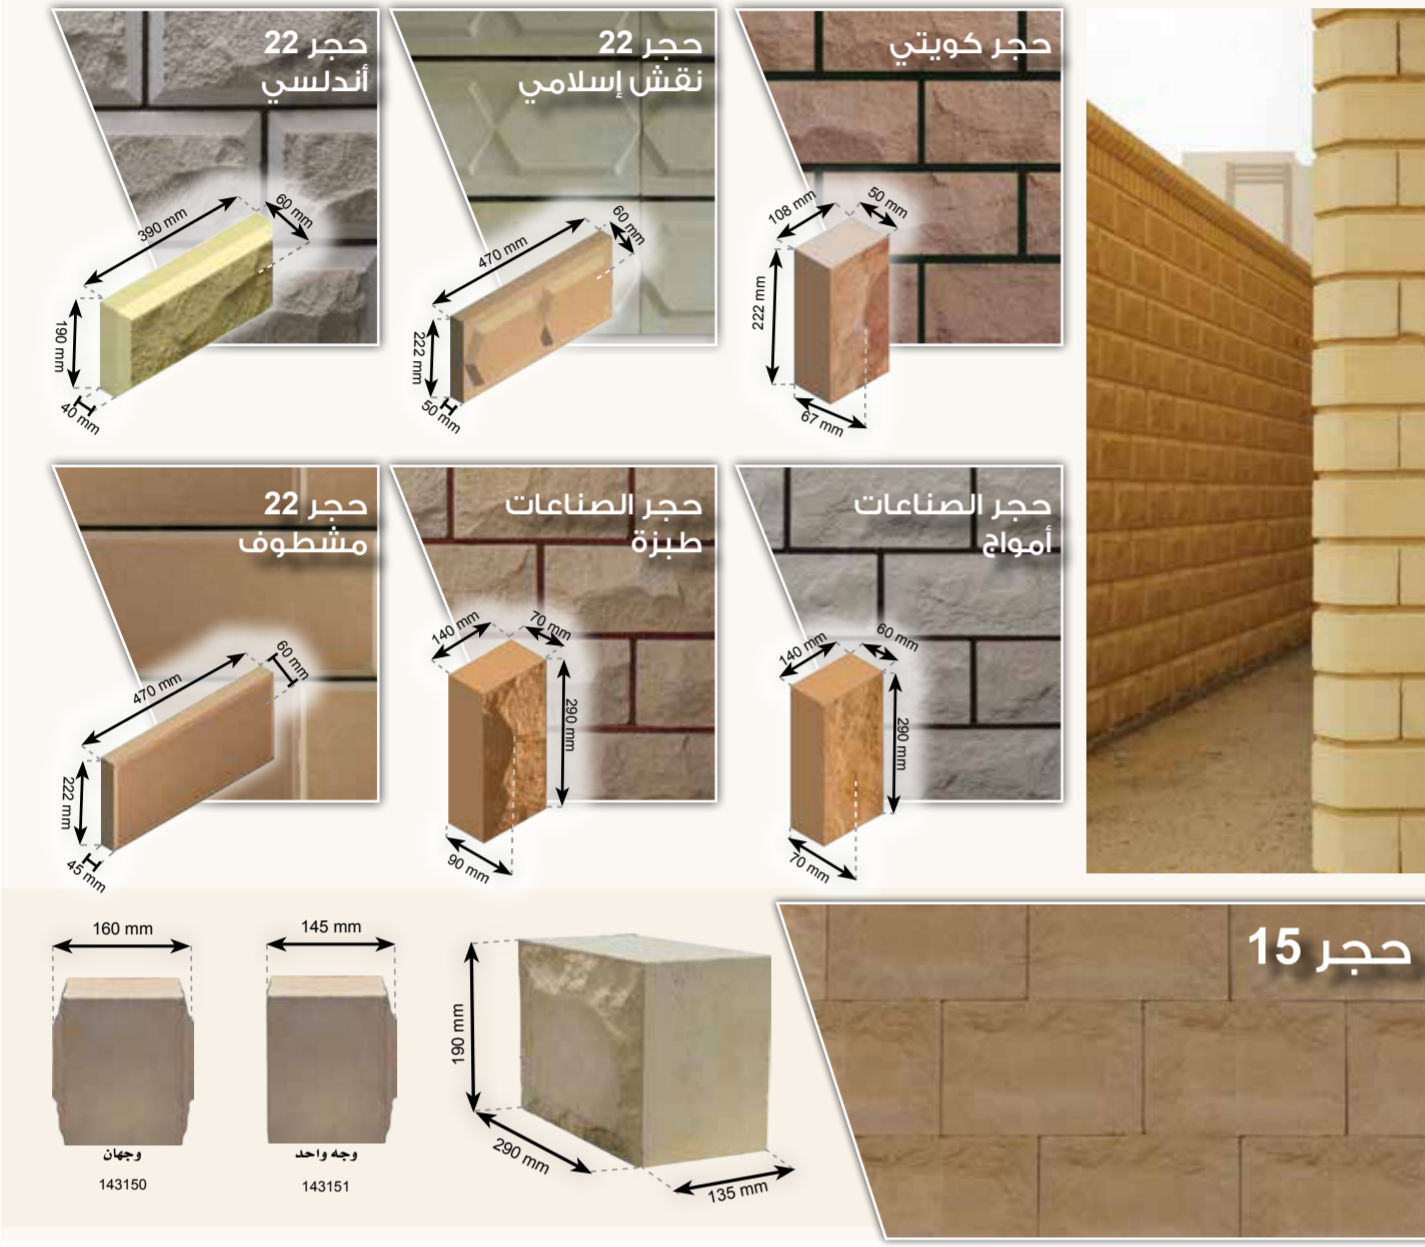 حجر كويتي
108 mm
50 mm
222 mm
67 mm
حجر 22
نقش إسلامي
470 mm
60 mm
222 mm
50 mm
حجر 22
أندلسي
390 mm
60 mm
190 mm
40 mm
حجر الصناعات
أمواج
140 mm
60 mm
290 mm
70 mm
حجر الصناعات
طبزة
140 mm
70 mm
290 mm
90 mm
حجر 22
مشطوف
470 mm
60 mm
222 mm
45 mm
حجر 15
190 mm
290 mm
135 mm
145 mm
وجه واحد
143151
160 mm
وجهان
143150